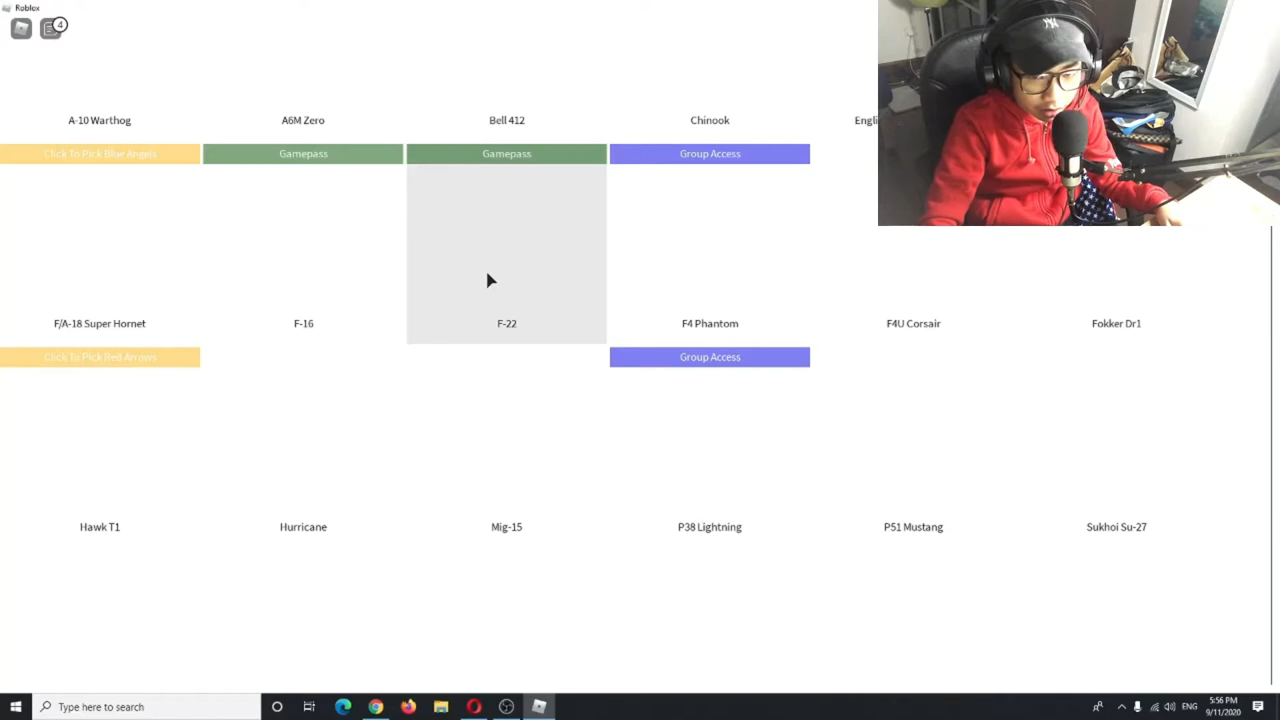 Roblox
4
A-10 Warthog A6M Zero Bell 412 Chinook
Click To Pick Blue Angels Gamepass Gamepass Group Access
F/A-18 Super Hornet F-16 F-22 F4 Phantom F4U Corsair Fokker Dr1
Click To Pick Red Arrows Group Access
Hawk T1 Hurricane Mig-15 P38 Lightning P51 Mustang Sukhoi Su-27
Type here to search ENG 5:56 PM
9/11/2020